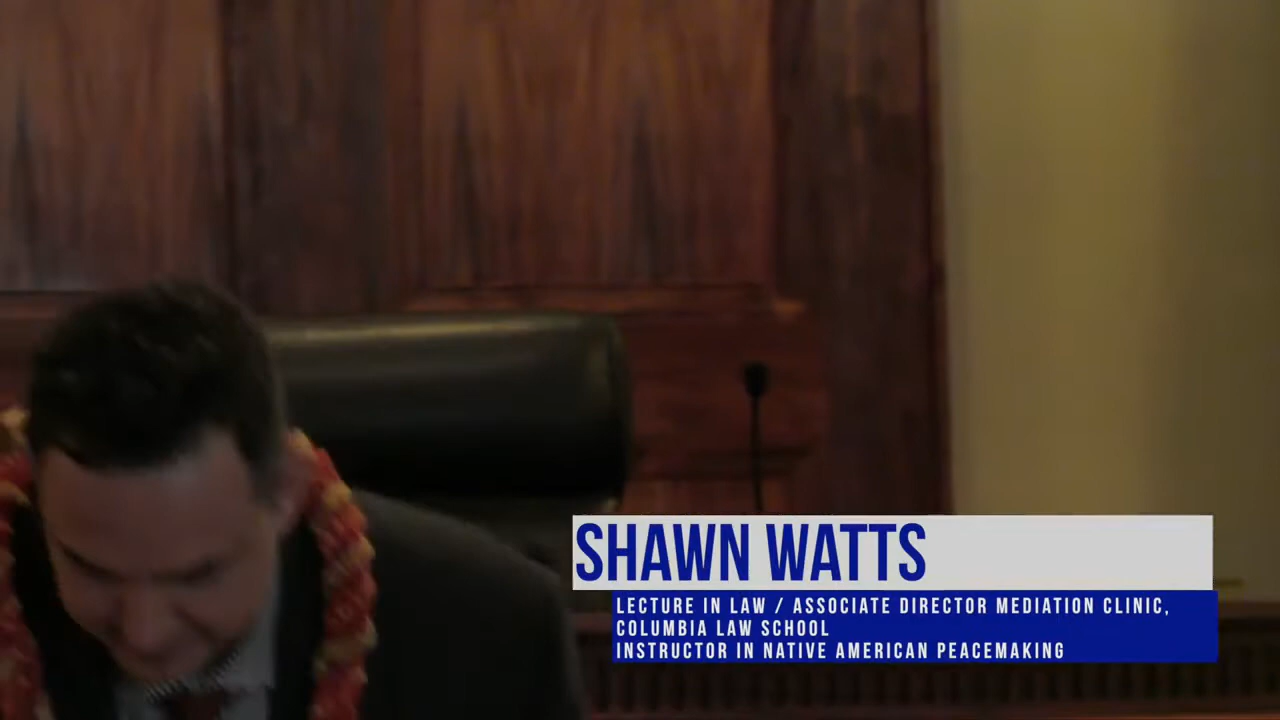 SHAWN WATTS
LECTURE IN LAW / ASSOCIATE DIRECTOR MEDIATION CLINIC,
COLUMBIA LAW SCHOOL
INSTRUCTOR IN NATIVE AMERICAN PEACEMAKING